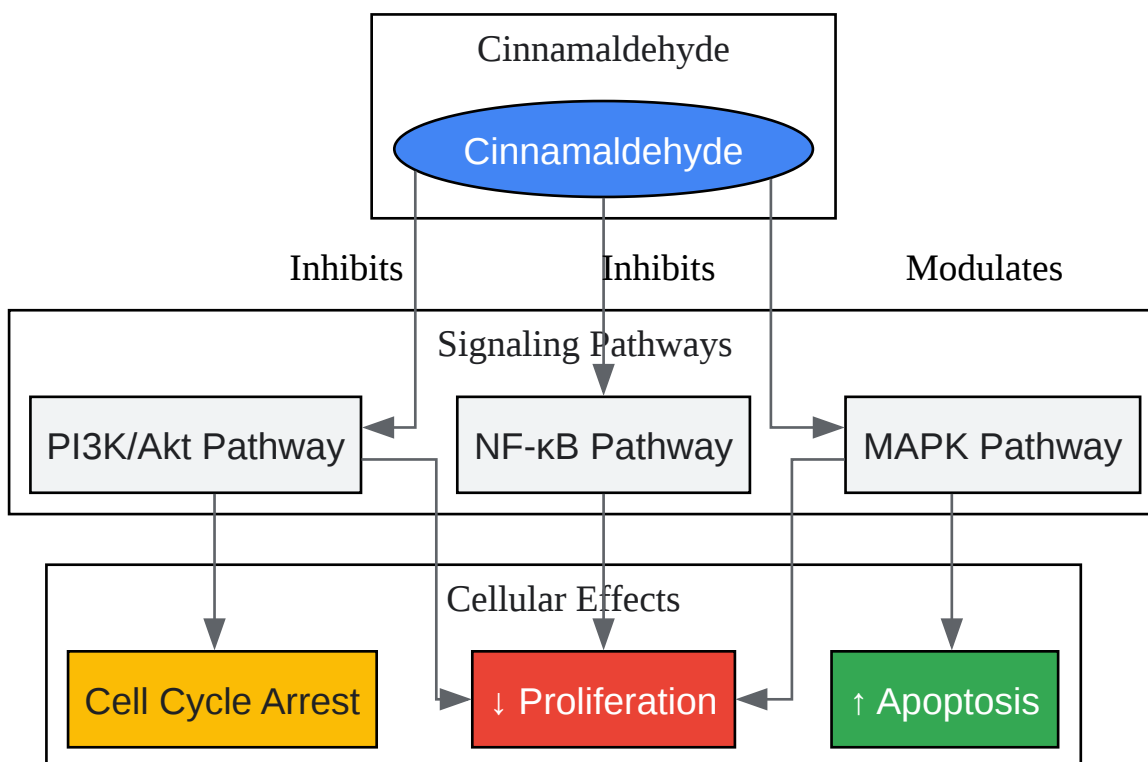 Cinnamaldehyde
Cinnamaldehyde
Inhibits
Inhibits
Modulates
Signaling Pathways
PI3K/Akt Pathway
NF-κB Pathway
MAPK Pathway
Cellular Effects
Cell Cycle Arrest
↓ Proliferation
↑ Apoptosis